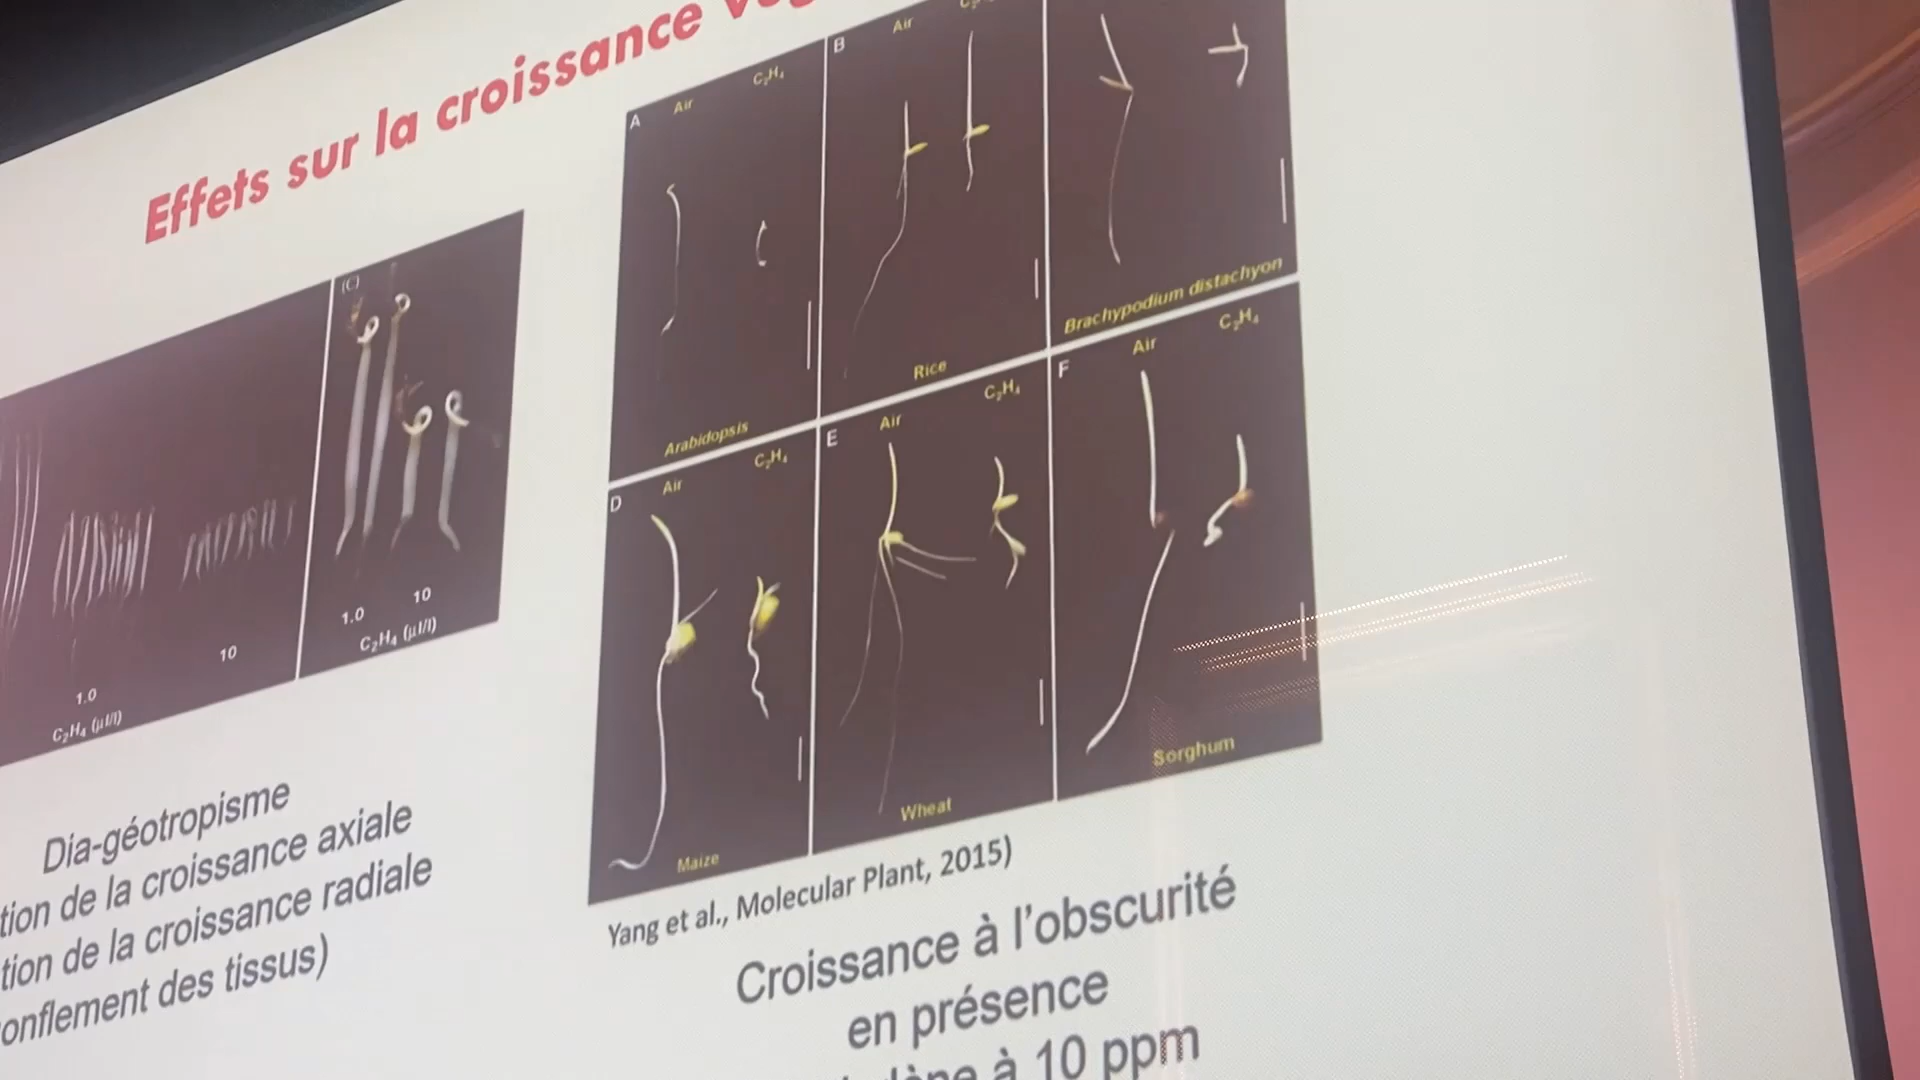 Effets sur la croissance
A
Air
C₂H₄
Arabidopsis
B
Air
Rice
Brachypodium distachyon
D
Air
C₂H₄
Maize
E
Air
C₂H₄
Wheat
F
Air
C₂H₄
Sorghum
(C)
1.0
10
C₂H₄ (µl/l)
1.0
10
C₂H₄ (µl/l)
Dia-géotropisme
tion de la croissance axiale
tion de la croissance radiale
onflement des tissus)
Yang et al., Molecular Plant, 2015)
Croissance à l'obscurité
en présence
à 10 ppm